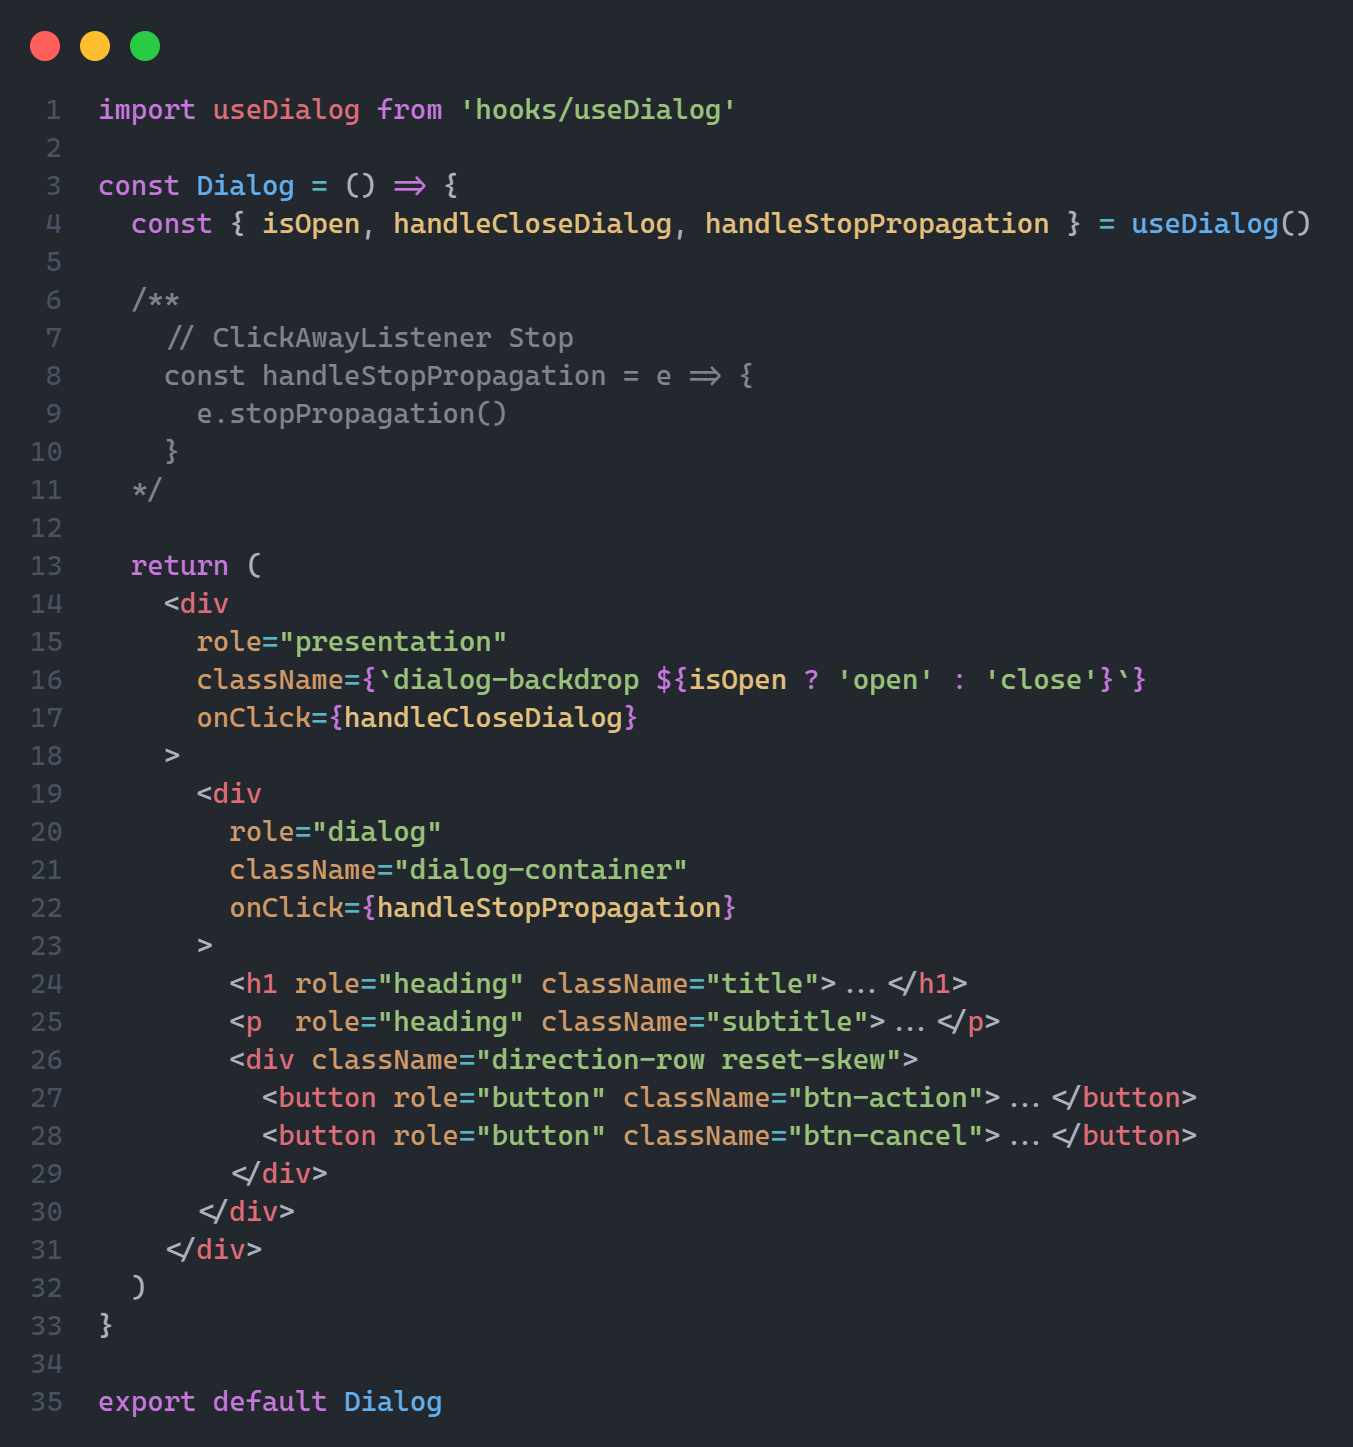 1 import useDialog from 'hooks/useDialog'
2
3 const Dialog = () => {
4   const { isOpen, handleCloseDialog, handleStopPropagation } = useDialog()
5
6   /**
7     // ClickAwayListener Stop
8     const handleStopPropagation = e => {
9       e.stopPropagation()
10     }
11   */
12
13   return (
14     <div
15       role="presentation"
16       className={`dialog-backdrop ${isOpen ? 'open' : 'close'}`}
17       onClick={handleCloseDialog}
18     >
19       <div
20         role="dialog"
21         className="dialog-container"
22         onClick={handleStopPropagation}
23       >
24         <h1 role="heading" className="title">...</h1>
25         <p  role="heading" className="subtitle">...</p>
26         <div className="direction-row reset-skew">
27           <button role="button" className="btn-action">...</button>
28           <button role="button" className="btn-cancel">...</button>
29         </div>
30       </div>
31     </div>
32   )
33 }
34
35 export default Dialog